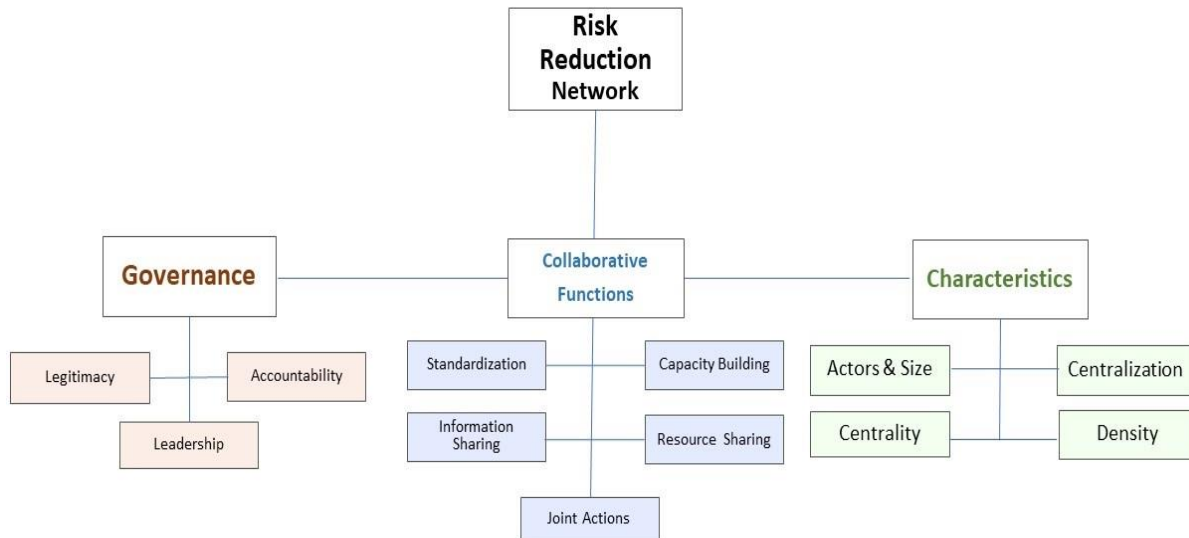 Risk
Reduction
Network
Governance
Collaborative
Functions
Characteristics
Legitimacy
Accountability
Leadership
Standardization
Capacity Building
Information
Sharing
Resource Sharing
Joint Actions
Actors & Size
Centralization
Centrality
Density